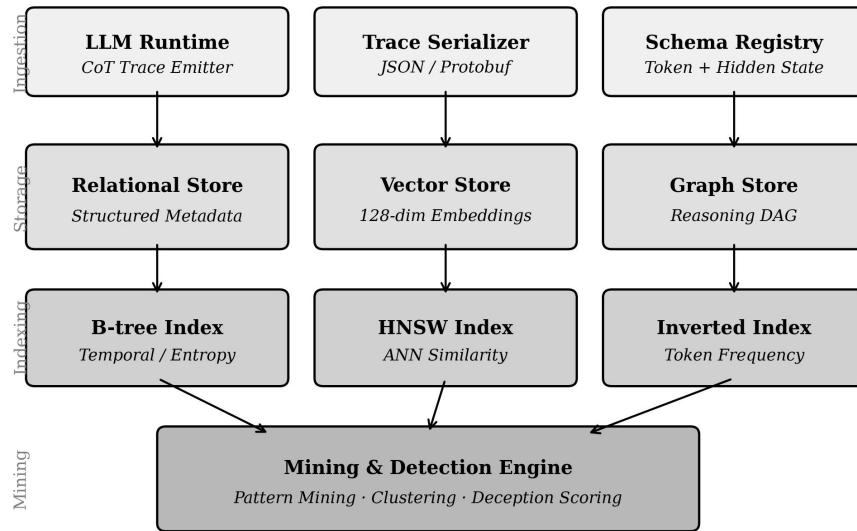 Ingestion
LLM Runtime
CoT Trace Emitter
Trace Serializer
JSON / Protobuf
Schema Registry
Token + Hidden State
Storage
Relational Store
Structured Metadata
Vector Store
128-dim Embeddings
Graph Store
Reasoning DAG
Indexing
B-tree Index
Temporal / Entropy
HNSW Index
ANN Similarity
Inverted Index
Token Frequency
Mining
Mining & Detection Engine
Pattern Mining · Clustering · Deception Scoring